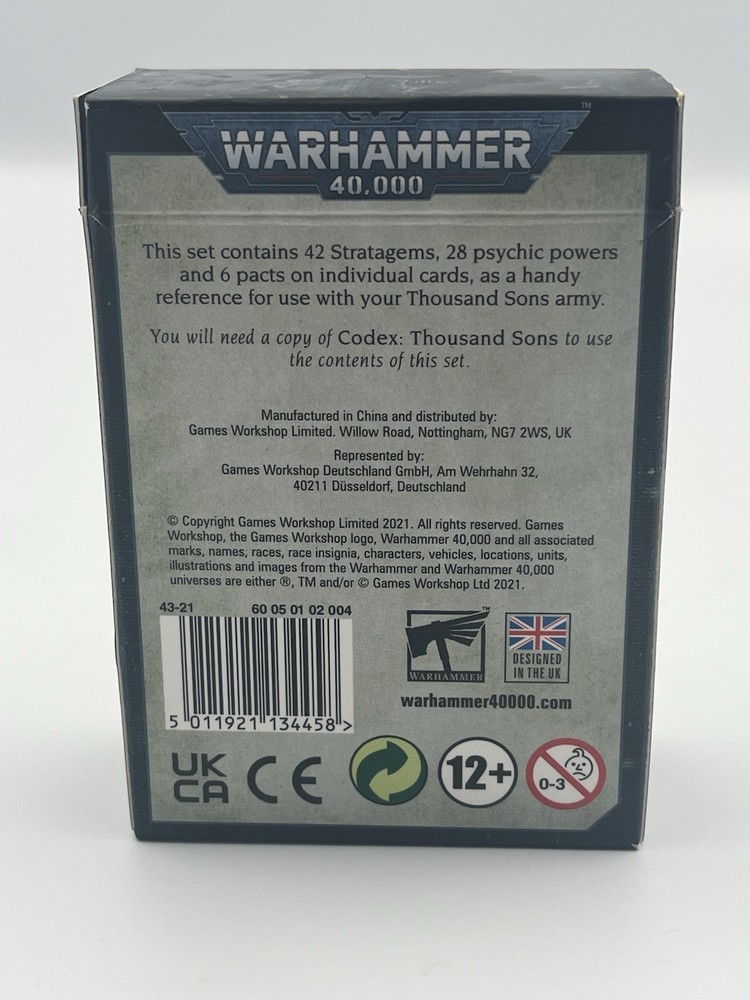 ™
WARHAMMER
40,000
This set contains 42 Stratagems, 28 psychic powers
and 6 pacts on individual cards, as a handy
reference for use with your Thousand Sons army.
You will need a copy of Codex: Thousand Sons to use
the contents of this set.
Manufactured in China and distributed by:
Games Workshop Limited. Willow Road, Nottingham, NG7 2WS, UK
Represented by:
Games Workshop Deutschland GmbH, Am Wehrhahn 32,
40211 Düsseldorf, Deutschland
© Copyright Games Workshop Limited 2021. All rights reserved. Games
Workshop, the Games Workshop logo, Warhammer 40,000 and all associated
marks, names, races, race insignia, characters, vehicles, locations, units,
illustrations and images from the Warhammer and Warhammer 40,000
universes are either ®, TM and/or © Games Workshop Ltd 2021.
43-21 60 05 01 02 004
5 011921 134458 >
™
WARHAMMER
DESIGNED
IN THE UK
warhammer40000.com
UK
CA
CE
12+
0-3